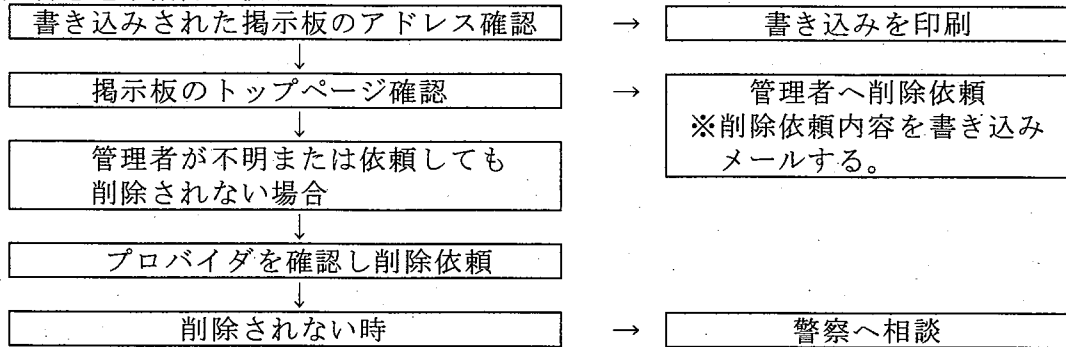 書き込みされた掲示板のアドレス確認 → 書き込みを印刷
↓
掲示板のトップページ確認 → 管理者へ削除依頼
※削除依頼内容を書き込み
メールする。
↓
管理者が不明または依頼しても
削除されない場合
↓
プロバイダを確認し削除依頼
↓
削除されない時 → 警察へ相談